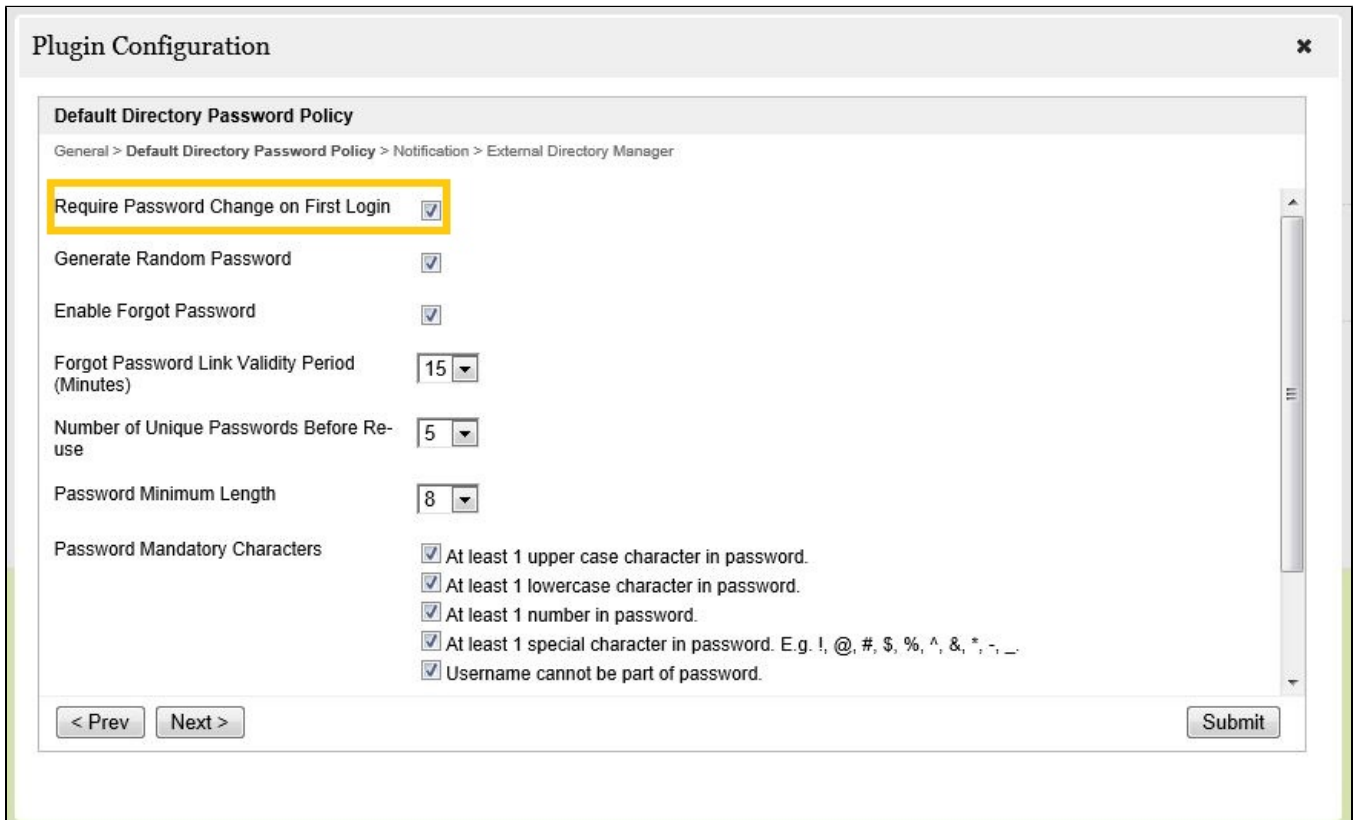 Plugin Configuration
Default Directory Password Policy
General > Default Directory Password Policy > Notification > External Directory Manager
Require Password Change on First Login
Generate Random Password
Enable Forgot Password
Forgot Password Link Validity Period
(Minutes)
15
Number of Unique Passwords Before Re-
use
5
Password Minimum Length
8
Password Mandatory Characters
At least 1 upper case character in password.
At least 1 lowercase character in password.
At least 1 number in password.
At least 1 special character in password. E.g. !, @, #, $, %, ^, &, *, -, _.
Username cannot be part of password.
< Prev
Next >
Submit